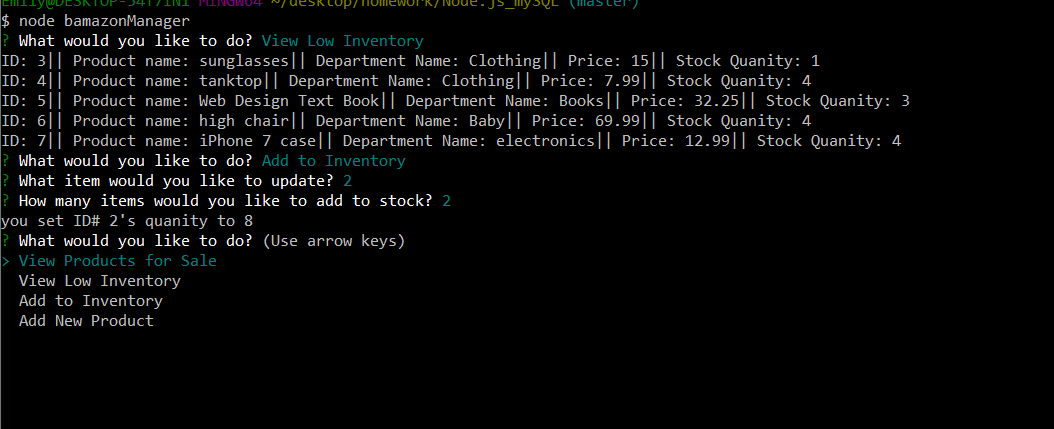 Emily@DESKTOP-54I71N1 MINGW64 ~/desktop/homework/Node.js_mySQL (master)
$ node bamazonManager
? What would you like to do? View Low Inventory
ID: 3|| Product name: sunglasses|| Department Name: Clothing|| Price: 15|| Stock Quanity: 1
ID: 4|| Product name: tanktop|| Department Name: Clothing|| Price: 7.99|| Stock Quanity: 4
ID: 5|| Product name: Web Design Text Book|| Department Name: Books|| Price: 32.25|| Stock Quanity: 3
ID: 6|| Product name: high chair|| Department Name: Baby|| Price: 69.99|| Stock Quanity: 4
ID: 7|| Product name: iPhone 7 case|| Department Name: electronics|| Price: 12.99|| Stock Quanity: 4
? What would you like to do? Add to Inventory
? What item would you like to update? 2
? How many items would you like to add to stock? 2
you set ID# 2's quanity to 8
? What would you like to do? (Use arrow keys)
> View Products for Sale
View Low Inventory
Add to Inventory
Add New Product